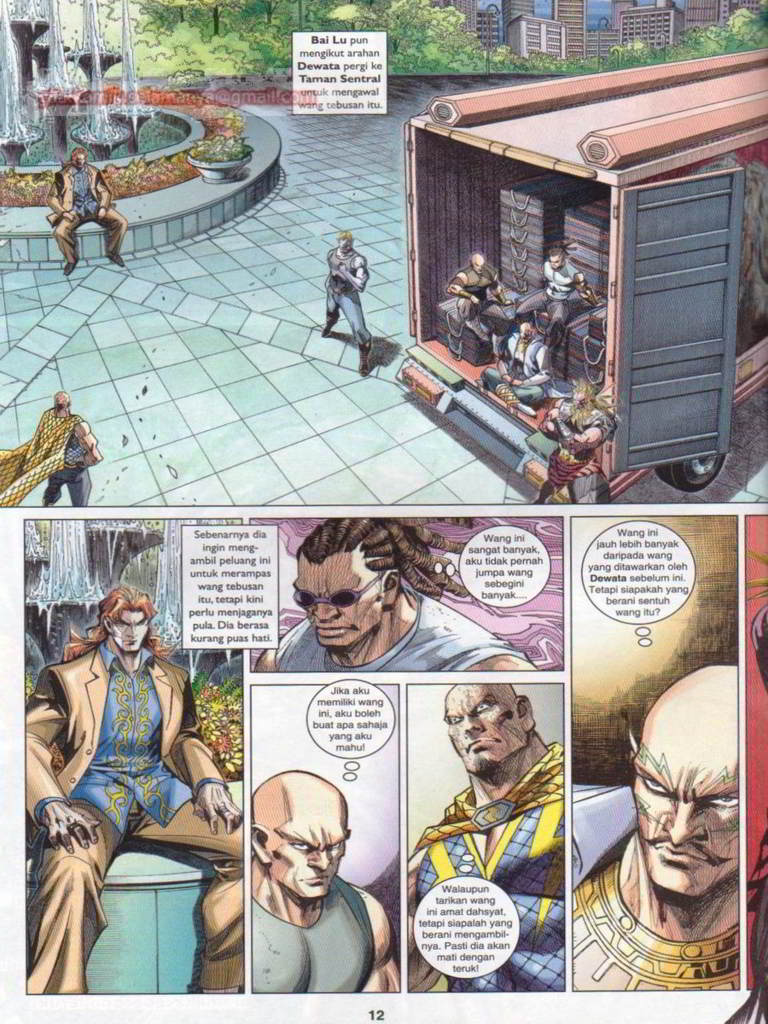 Bai Lu pun
mengikut arahan
Dewata pergi ke
Taman Sentral
untuk mengawal
wang tebusan itu.
Sebenarnya dia
ingin meng-
ambil peluang ini
untuk merampas
wang tebusan
itu, tetapi kini
perlu menjaganya
pula. Dia berasa
kurang puas hati.
Wang ini
sangat banyak,
aku tidak pernah
jumpa wang
sebegini
banyak....
Wang ini
jauh lebih banyak
daripada wang
yang ditawarkan oleh
Dewata sebelum ini.
Tetapi siapakah yang
berani sentuh
wang itu?
Jika aku
memiliki wang
ini, aku boleh
buat apa sahaja
yang aku
mahu!
Walaupun
tarikan wang
ini amat dahsyat,
tetapi siapalah yang
berani mengambil-
nya. Pasti dia akan
mati dengan
teruk!
12